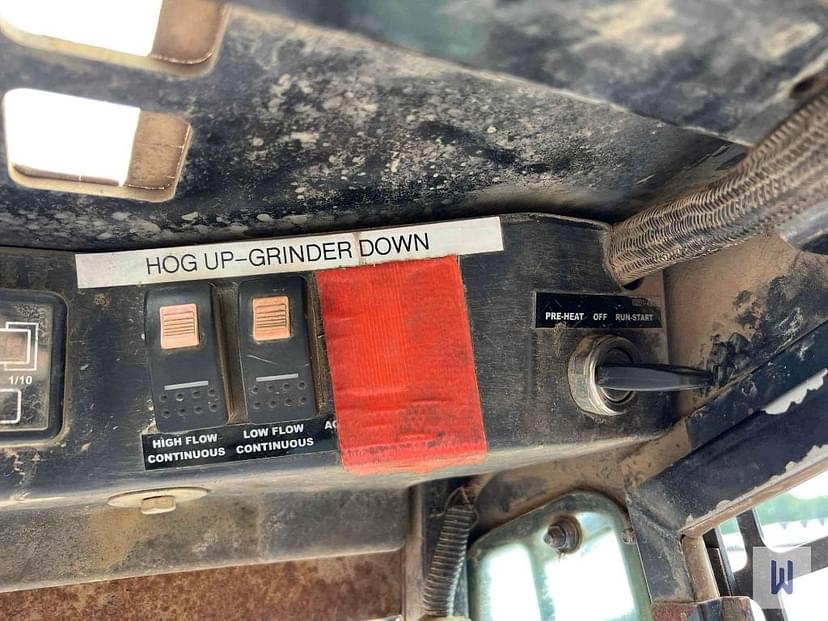 HOG UP-GRINDER DOWN
PRE-HEAT OFF RUN-START
1/10
HIGH FLOW
CONTINUOUS
LOW FLOW
CONTINUOUS
W